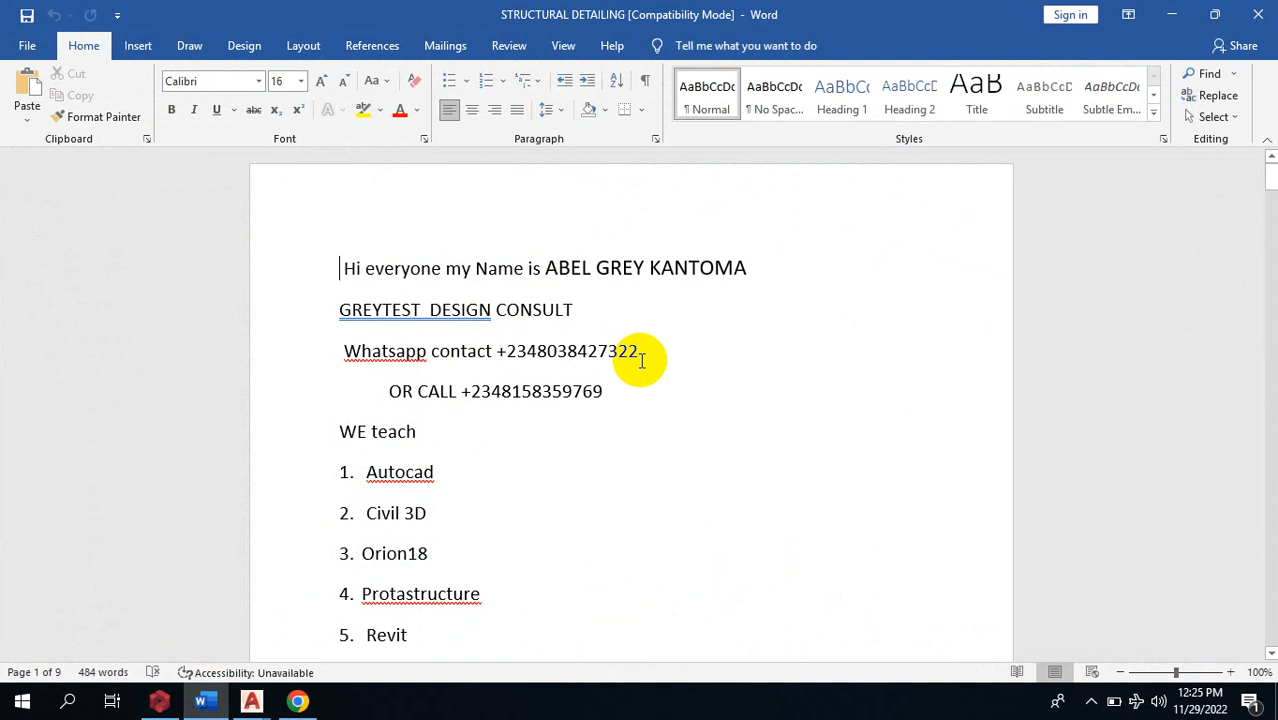 STRUCTURAL DETAILING [Compatibility Mode] - Word
Sign in
File Home Insert Draw Design Layout References Mailings Review View Help Tell me what you want to do Share
Paste
Cut
Copy
Format Painter
Clipboard
Calibri 16
Font
Paragraph
AaBbCcDc ¶ Normal
AaBbCcDc ¶ No Spac...
AaBbCc Heading 1
AaBbCcC Heading 2
AaB Title
AaBbCcD Subtitle
AaBbCcDc Subtle Em...
Styles
Find
Replace
Select
Editing
Hi everyone my Name is ABEL GREY KANTOMA
GREYTEST DESIGN CONSULT
Whatsapp contact +2348038427322
OR CALL +2348158359769
WE teach
1. Autocad
2. Civil 3D
3. Orion18
4. Protastructure
5. Revit
Page 1 of 9 484 words Accessibility: Unavailable 100%
12:25 PM
11/29/2022